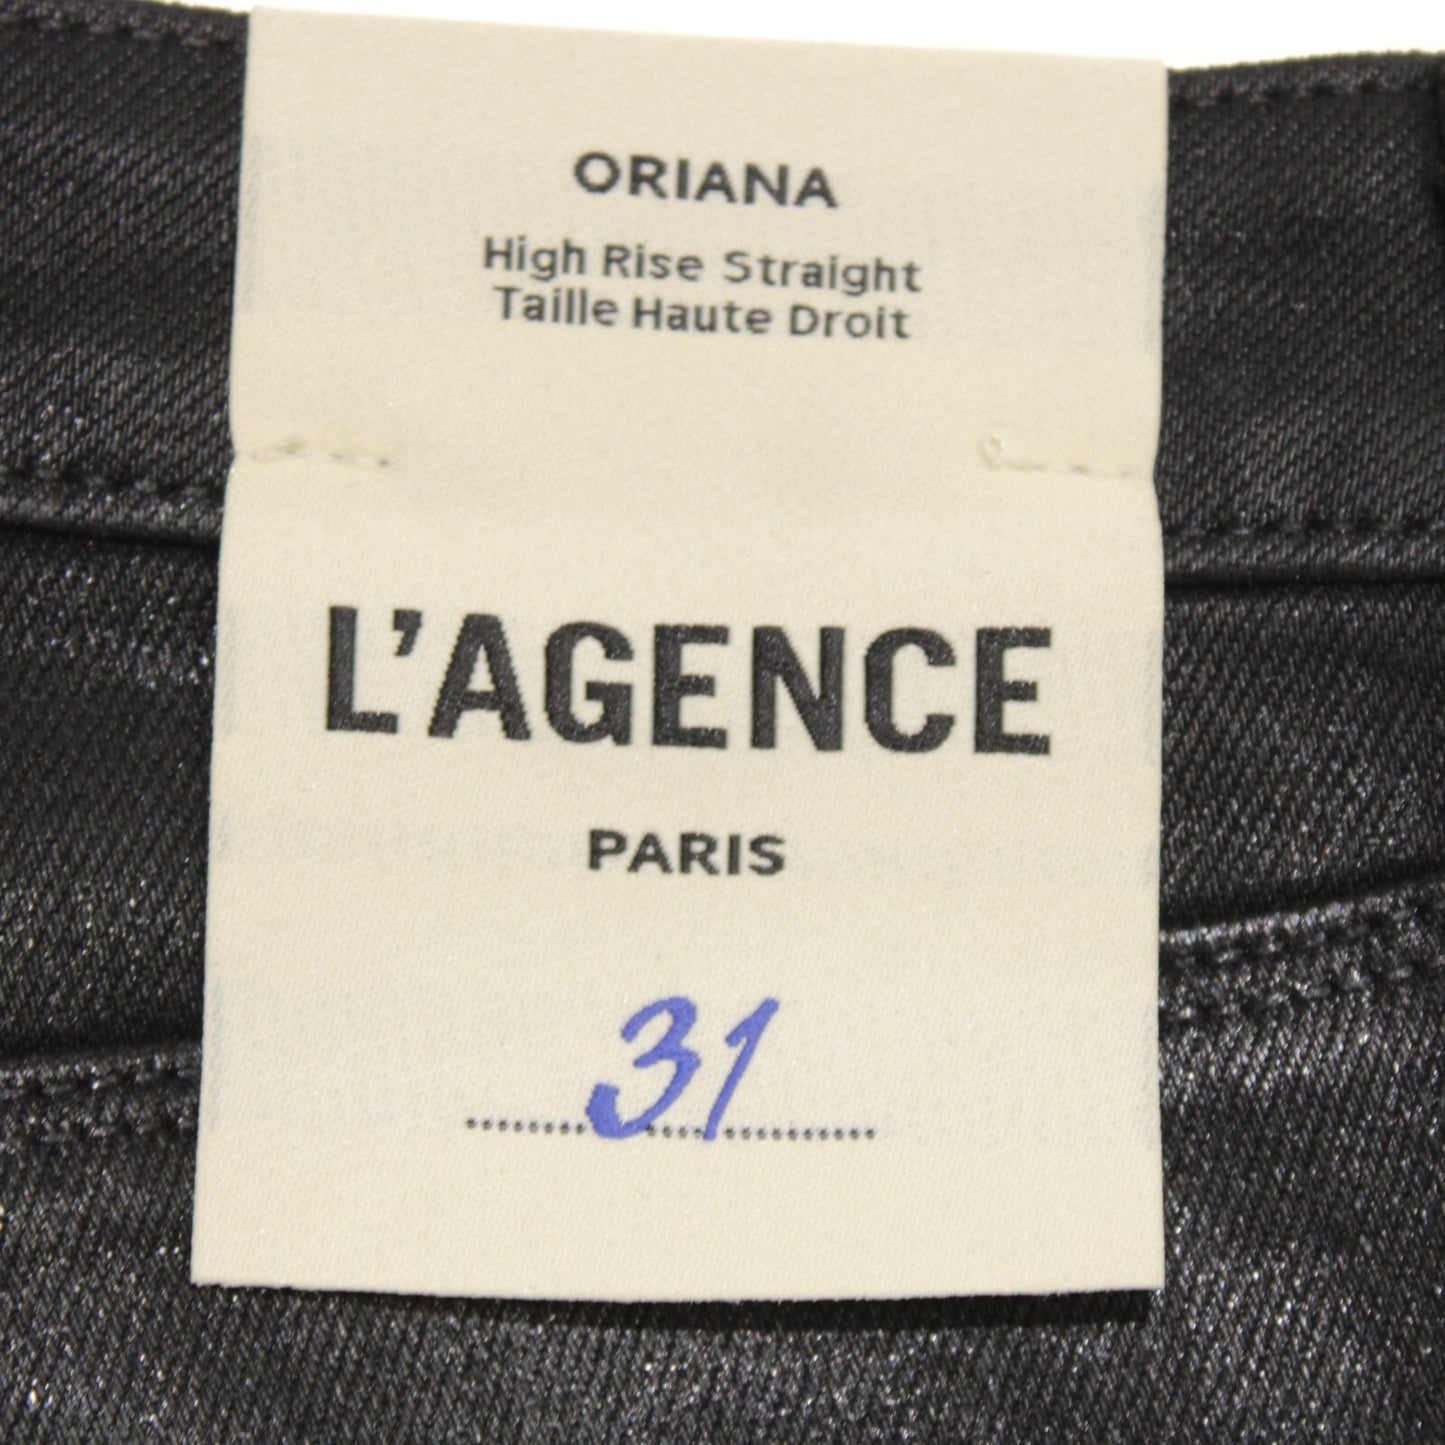 ORIANA
High Rise Straight
Taille Haute Droit
L'AGENCE
PARIS
31